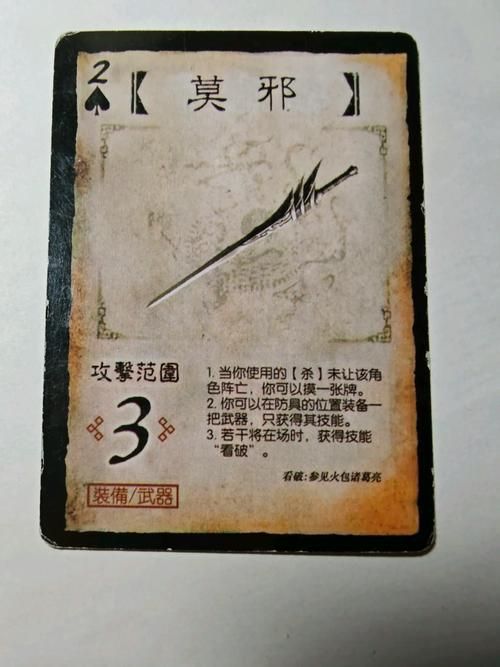 2
【莫邪】
攻擊范圍
3
裝備/武器
1. 当你使用的【杀】未让该角
色阵亡，你可以摸一张牌。
2. 你可以在防具的位置装备一
把武器，只获得其技能。
3. 若干将在场时，获得技能
“看破”。
看破:参见火包诸葛亮